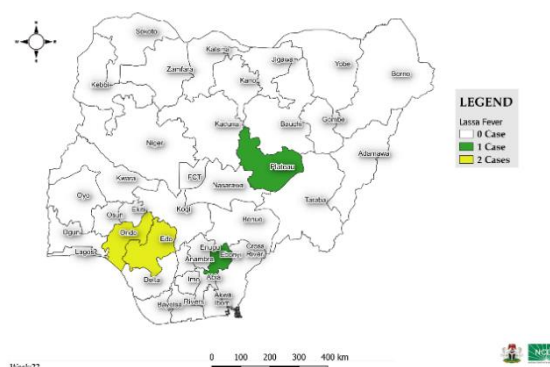 Sokoto
Katsina
Jigawa
Yobe
Borno
Zamfara
Kano
Kebbi
Kaduna
Bauchi
Gombe
Adamawa
Niger
Plateau
FCT
Nasarawa
Kwara
Taraba
Oyo
Kogi
Benue
Osun
Ekiti
Ogun
Ondo
Edo
Enugu
Ebonyi
Cross
River
Lagos
Anambra
Delta
Imo
Abia
Akwa
Ibom
Bayelsa
Rivers
LEGEND
Lassa Fever
0 Case
1 Case
2 Cases
0 100 200 300 400 km